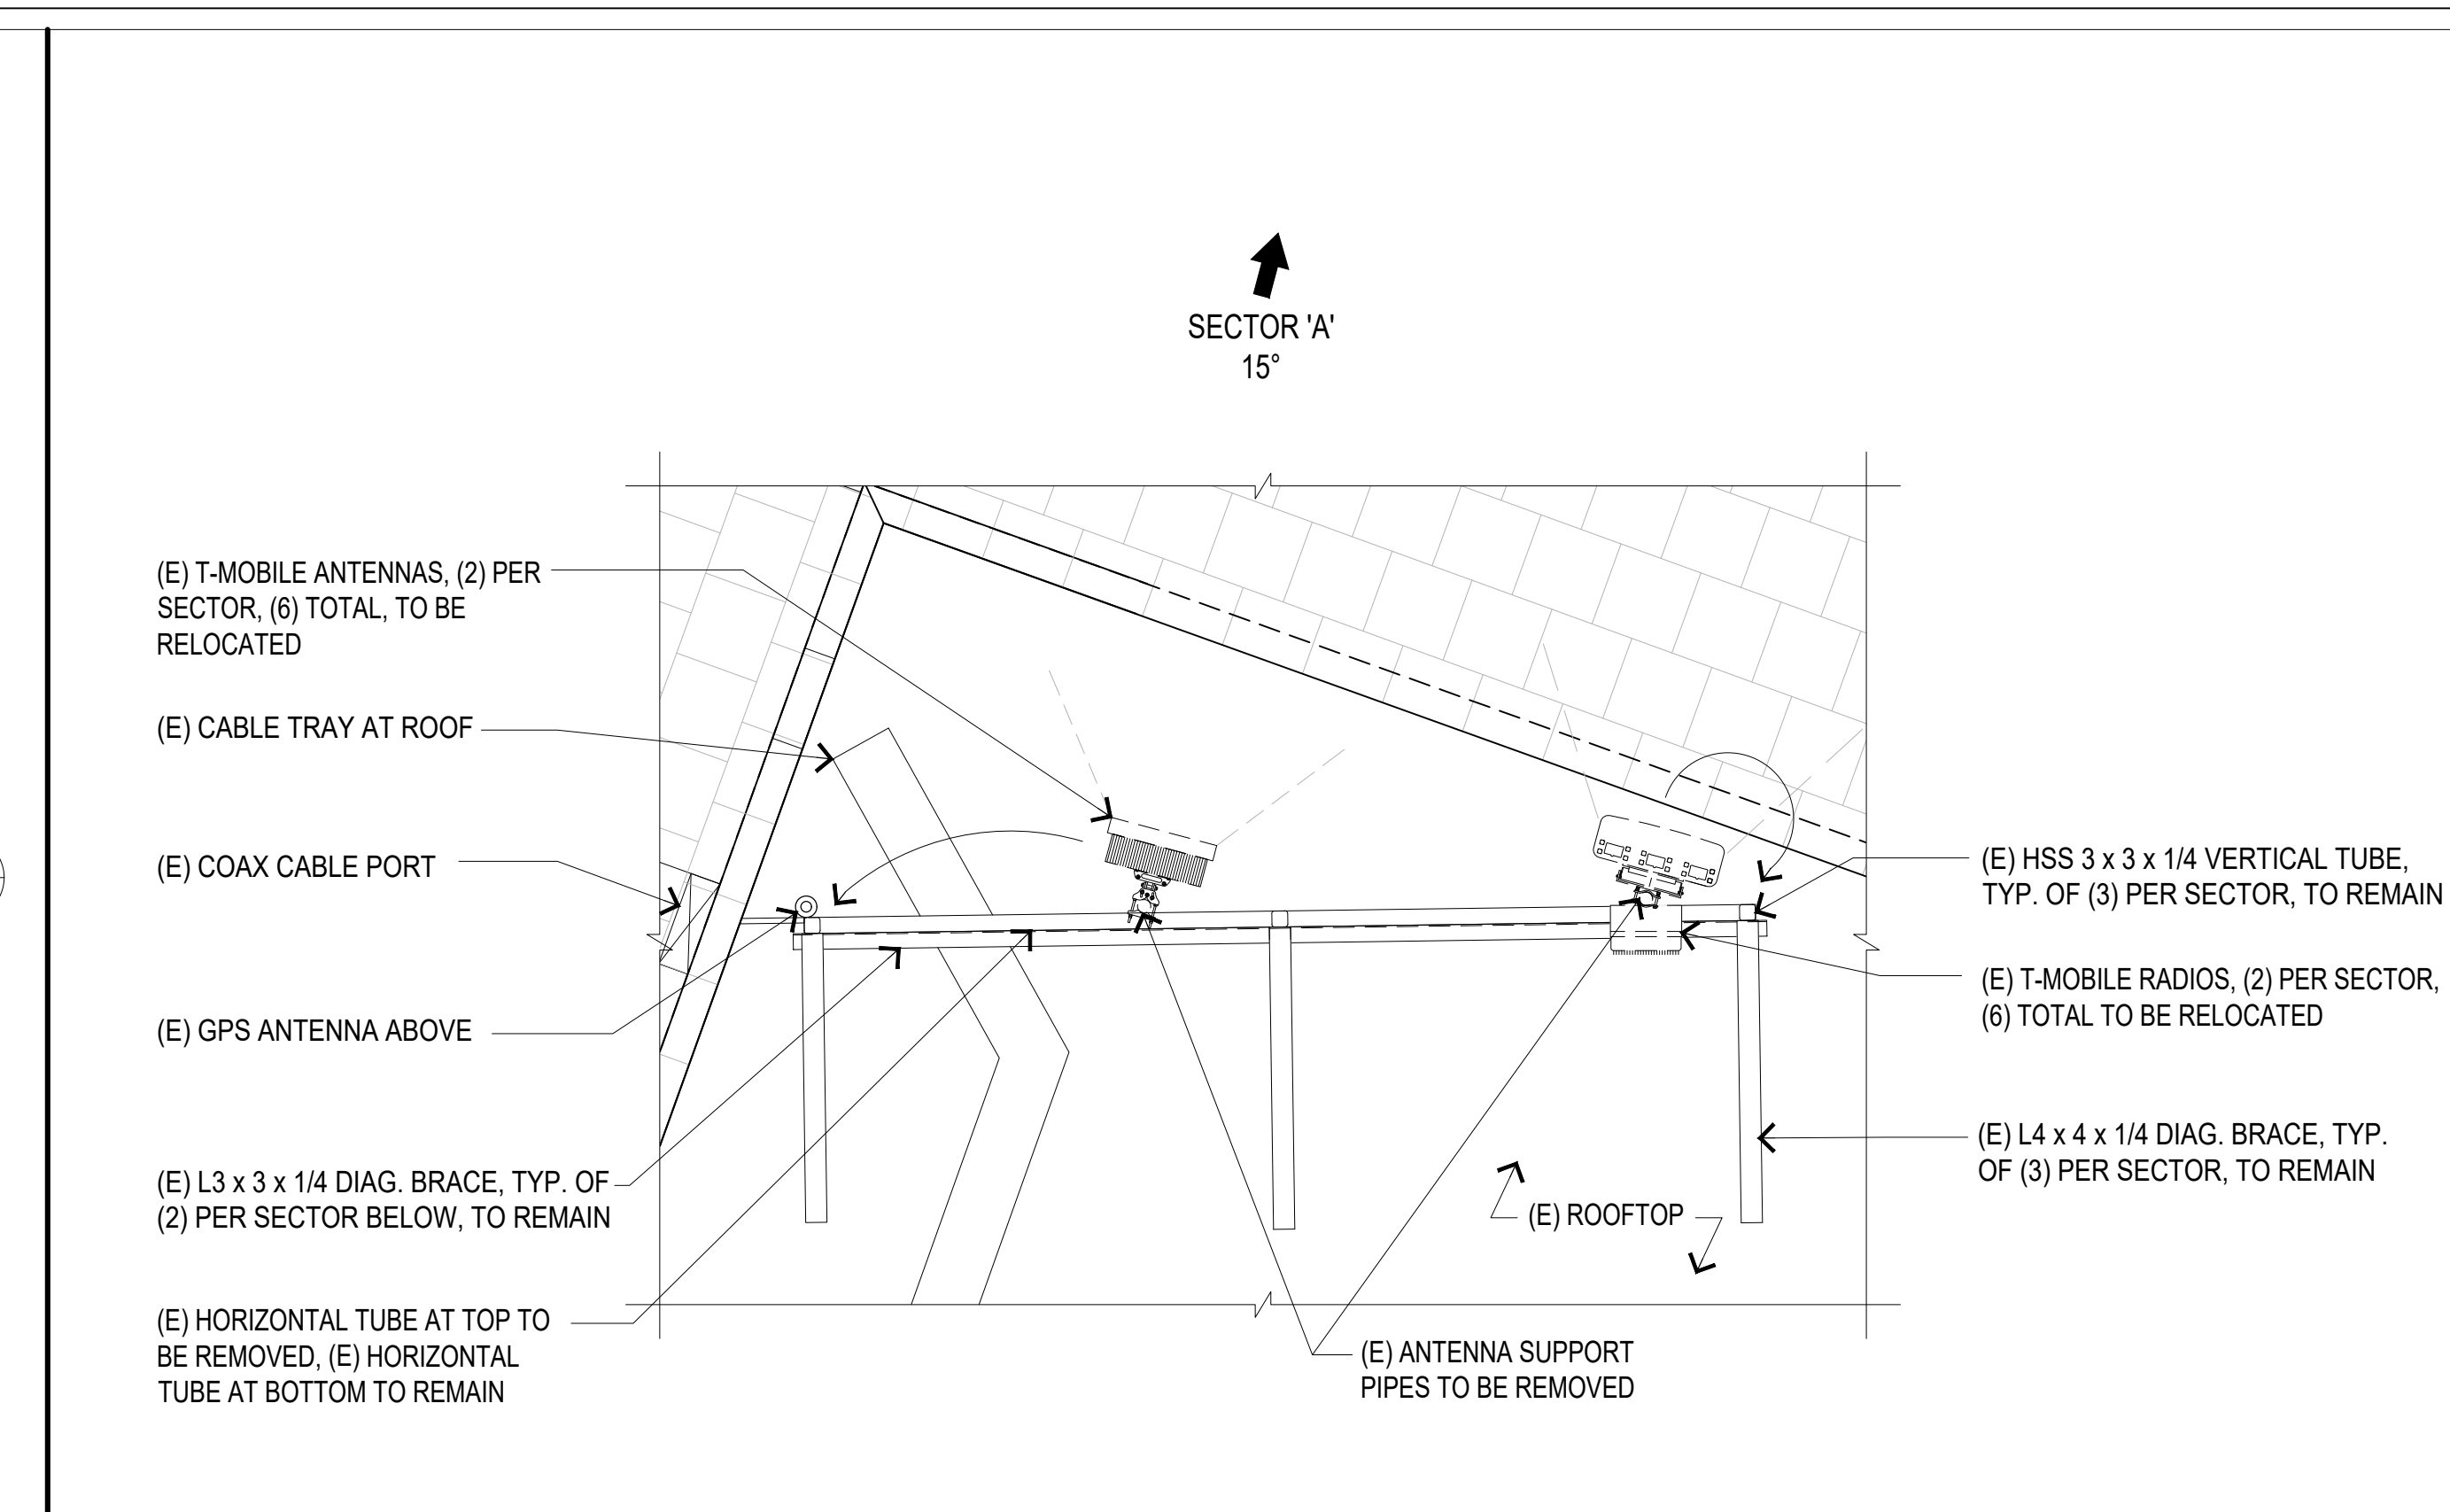 SECTOR 'A'
15°
(E) T-MOBILE ANTENNAS, (2) PER
SECTOR, (6) TOTAL, TO BE
RELOCATED
(E) CABLE TRAY AT ROOF
(E) COAX CABLE PORT
(E) GPS ANTENNA ABOVE
(E) L3 x 3 x 1/4 DIAG. BRACE, TYP. OF
(2) PER SECTOR BELOW, TO REMAIN
(E) HORIZONTAL TUBE AT TOP TO
BE REMOVED, (E) HORIZONTAL
TUBE AT BOTTOM TO REMAIN
(E) ANTENNA SUPPORT
PIPES TO BE REMOVED
(E) ROOFTOP
(E) HSS 3 x 3 x 1/4 VERTICAL TUBE,
TYP. OF (3) PER SECTOR, TO REMAIN
(E) T-MOBILE RADIOS, (2) PER SECTOR,
(6) TOTAL TO BE RELOCATED
(E) L4 x 4 x 1/4 DIAG. BRACE, TYP.
OF (3) PER SECTOR, TO REMAIN